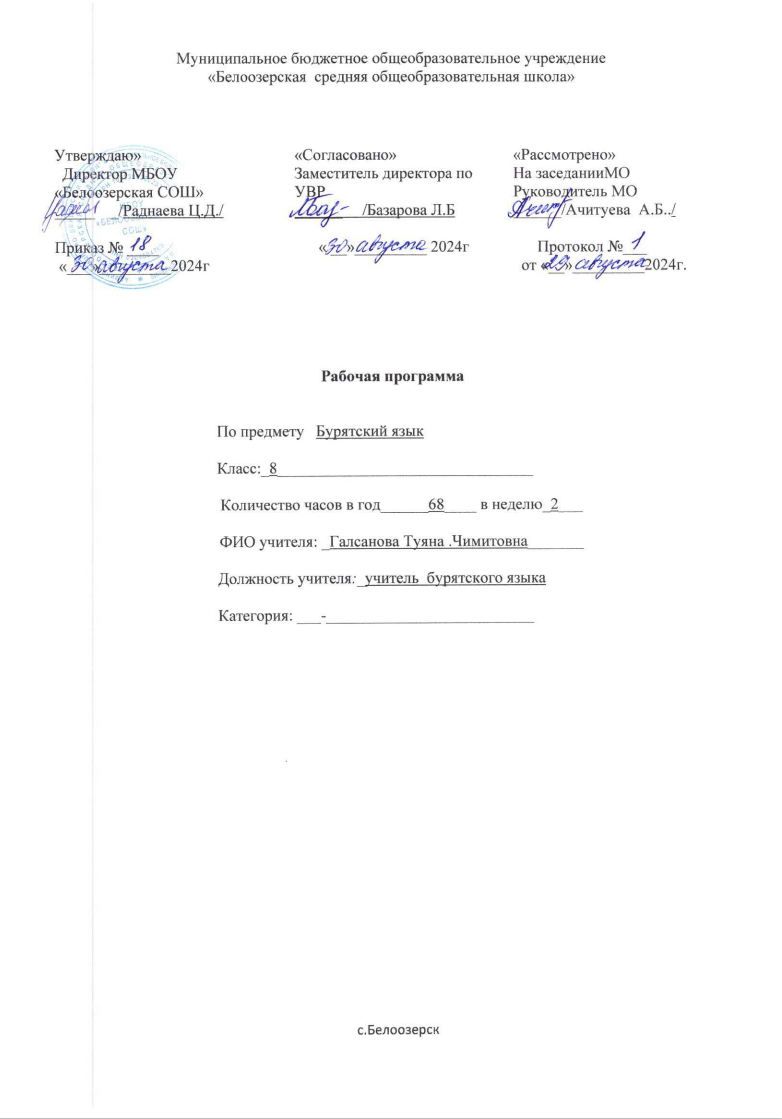 Муниципальное бюджетное общеобразовательное учреждение
«Белоозерская средняя общеобразовательная школа»
Утверждаю»
Директор МБОУ
«Белоозерская СОШ»
/Раднаева Ц.Д./
Приказ № 18
«30» августа 2024г
«Согласовано»
Заместитель директора по
УВР
/Базарова Л.Б
«30» августа 2024г
«Рассмотрено»
На заседанииМО
Руководитель МО
/Ачитуева А.Б../
Протокол № 1
от «29» августа 2024г.
Рабочая программа
По предмету Бурятский язык
Класс: 8
Количество часов в год 68 в неделю 2
ФИО учителя: Галсанова Туяна .Чимитовна
Должность учителя: учитель бурятского языка
Категория: -
с.Белоозерск